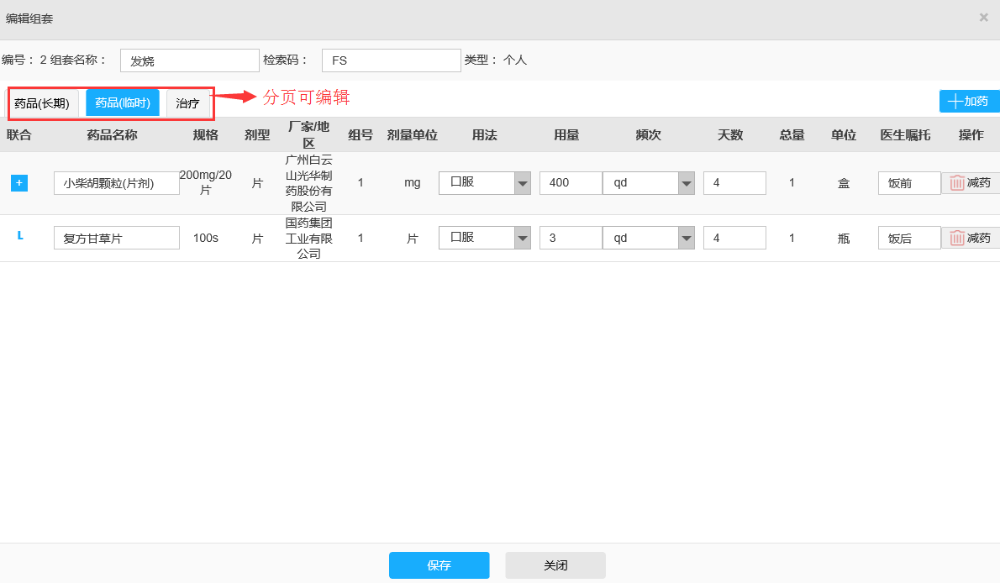 编辑组套 ×
编号： 2 组套名称： 发烧 检索码： FS 类型： 个人
药品(长期) 药品(临时) 治疗 分页可编辑 加药
联合 药品名称 规格 剂型 厂家/地区 组号 剂量单位 用法 用量 频次 天数 总量 单位 医生嘱托 操作
+ 小柴胡颗粒(片剂) 200mg/20片 片 广州白云山光华制药股份有限公司 1 mg 口服 400 qd 4 1 盒 饭前 减药
L 复方甘草片 100s 片 国药集团工业有限公司 1 片 口服 3 qd 4 1 瓶 饭后 减药
保存 关闭